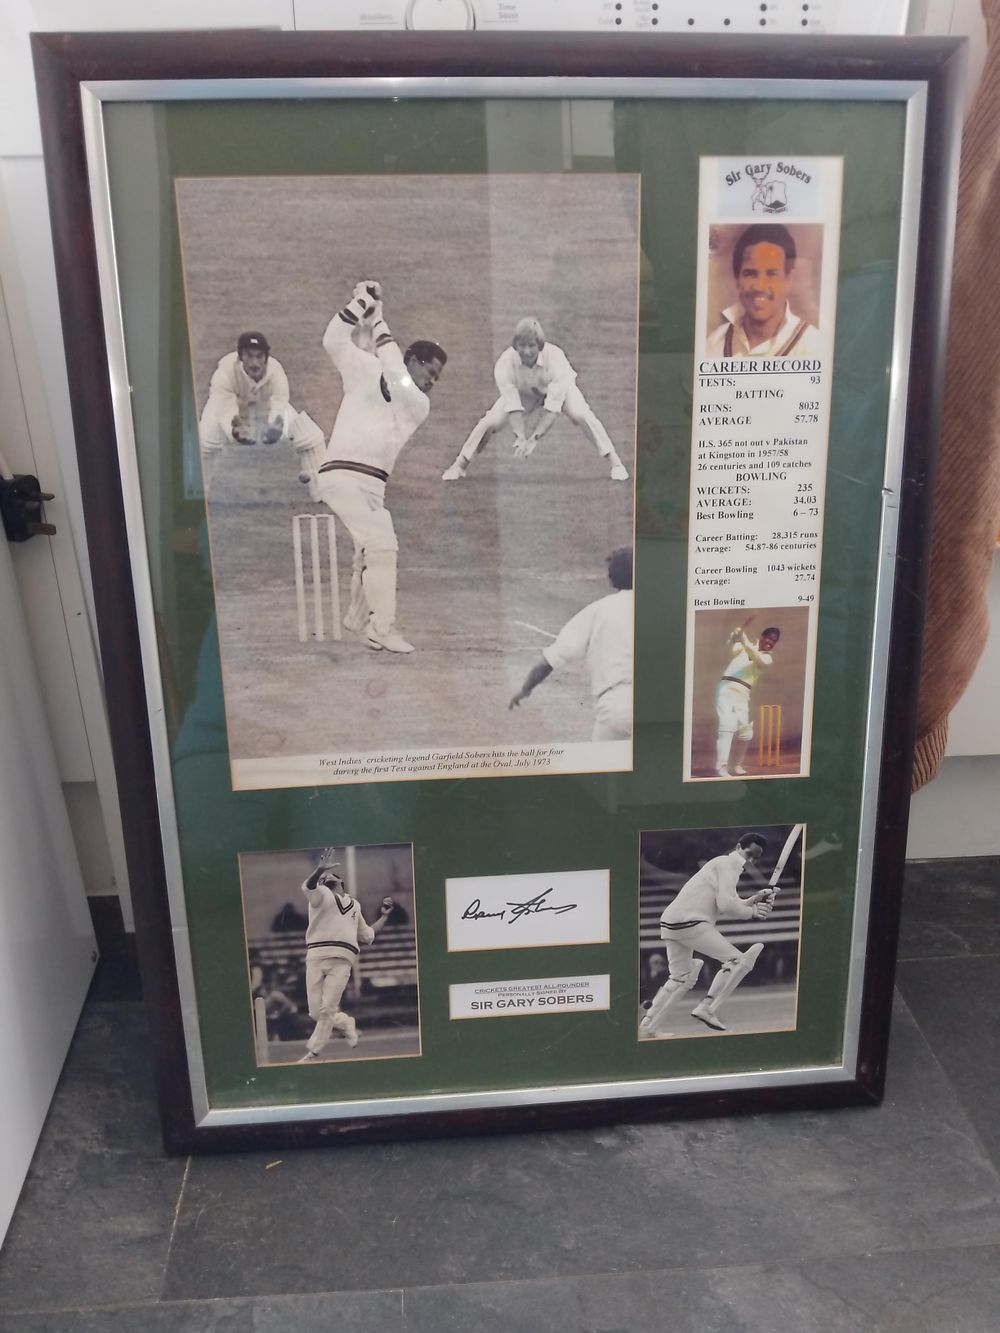 Time
Saver
Sir Gary Sobers
CAREER RECORD
TESTS: 93
BATTING
RUNS: 8032
AVERAGE 57.78
H.S. 365 not out v Pakistan
at Kingston in 1957/58
26 centuries and 109 catches
BOWLING
WICKETS: 235
AVERAGE: 34.03
Best Bowling 6 – 73
Career Batting: 28,315 runs
Average: 54.87-86 centuries
Career Bowling 1043 wickets
Average: 27.74
Best Bowling 9-49
West Indies' cricketing legend Garfield Sobers hits the ball for four
during the first Test against England at the Oval, July 1973
CRICKETS GREATEST ALL-ROUNDER
PERSONALLY SIGNED BY
SIR GARY SOBERS